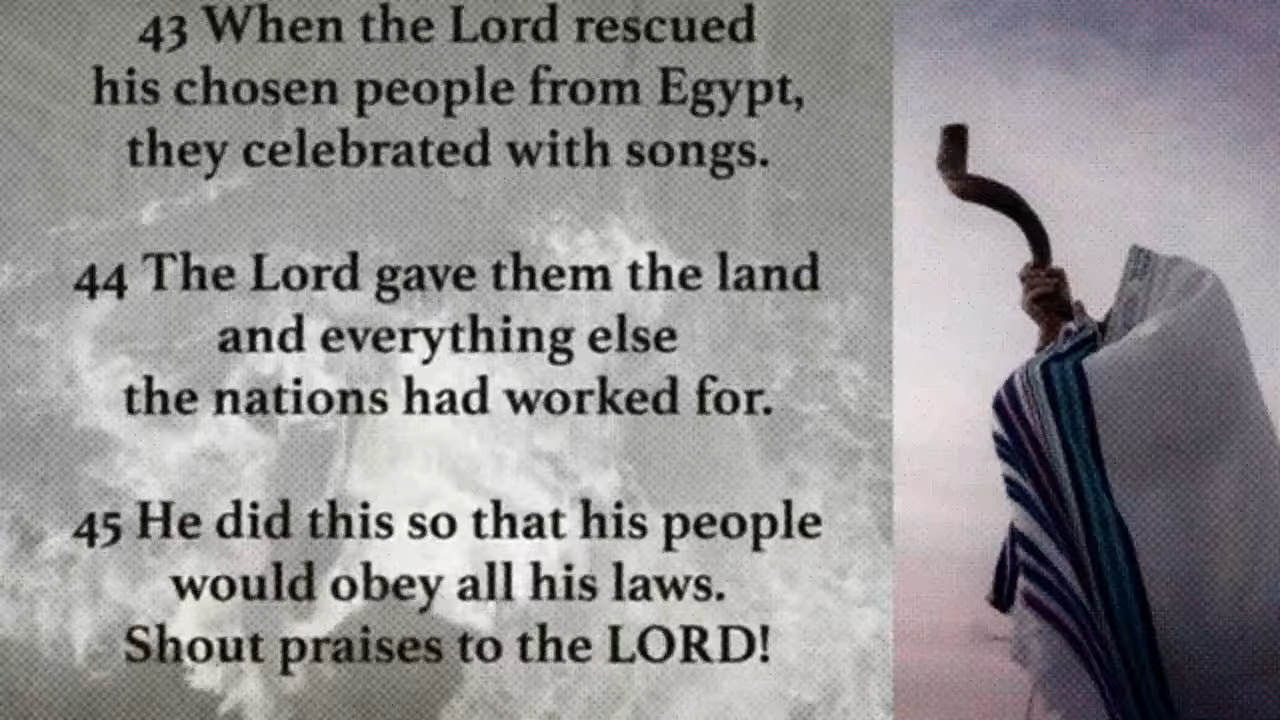 43 When the Lord rescued
his chosen people from Egypt,
they celebrated with songs.
44 The Lord gave them the land
and everything else
the nations had worked for.
45 He did this so that his people
would obey all his laws.
Shout praises to the LORD!